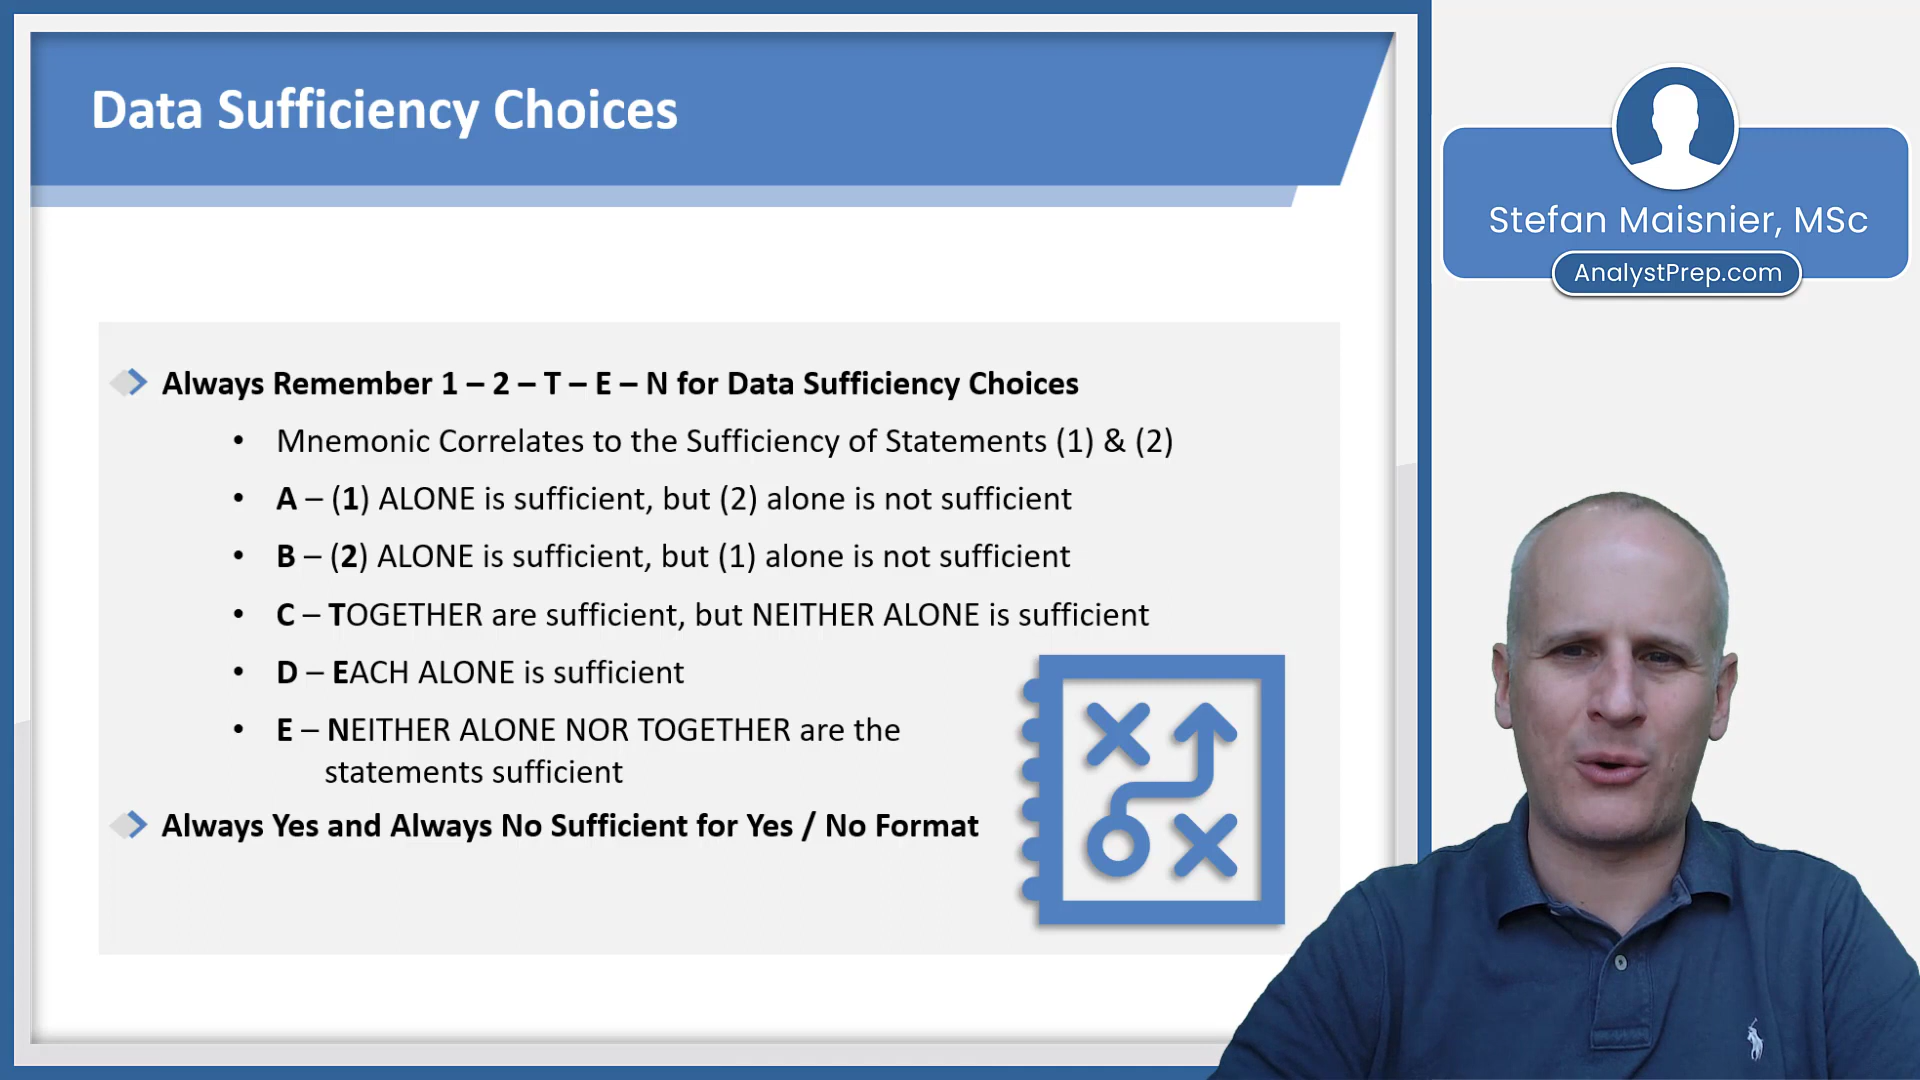 Data Sufficiency Choices
Stefan Maisnier, MSc
AnalystPrep.com
Always Remember 1 – 2 – T – E – N for Data Sufficiency Choices
• Mnemonic Correlates to the Sufficiency of Statements (1) & (2)
• A – (1) ALONE is sufficient, but (2) alone is not sufficient
• B – (2) ALONE is sufficient, but (1) alone is not sufficient
• C – TOGETHER are sufficient, but NEITHER ALONE is sufficient
• D – EACH ALONE is sufficient
• E – NEITHER ALONE NOR TOGETHER are the
statements sufficient
Always Yes and Always No Sufficient for Yes / No Format